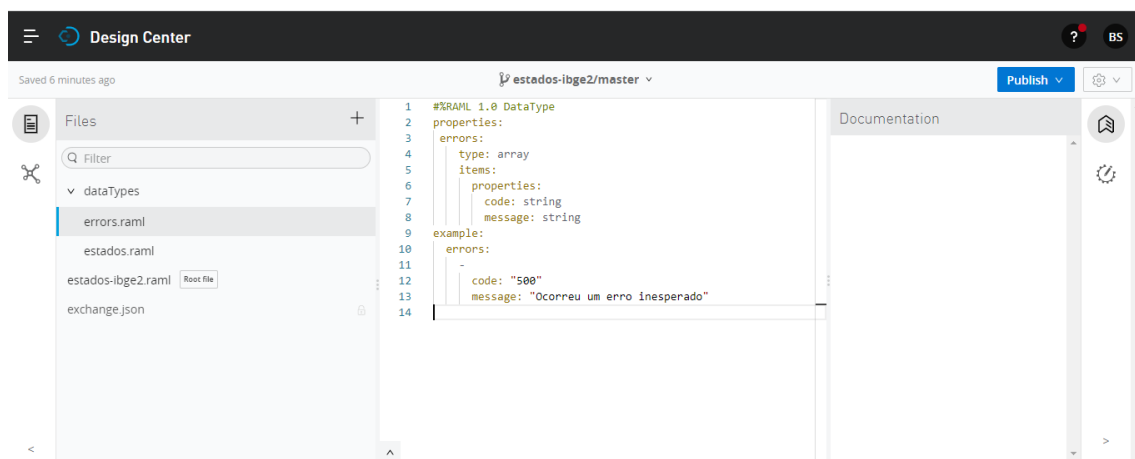 Design Center
?
BS
Saved 6 minutes ago
estados-ibge2/master
Publish
Files
+
Filter
dataTypes
errors.raml
estados.raml
estados-ibge2.raml Root file
exchange.json
1 #%RAML 1.0 DataType
2 properties:
3 errors:
4 type: array
5 items:
6 properties:
7 code: string
8 message: string
9 example:
10 errors:
11 -
12 code: "500"
13 message: "Ocorreu um erro inesperado"
14
Documentation